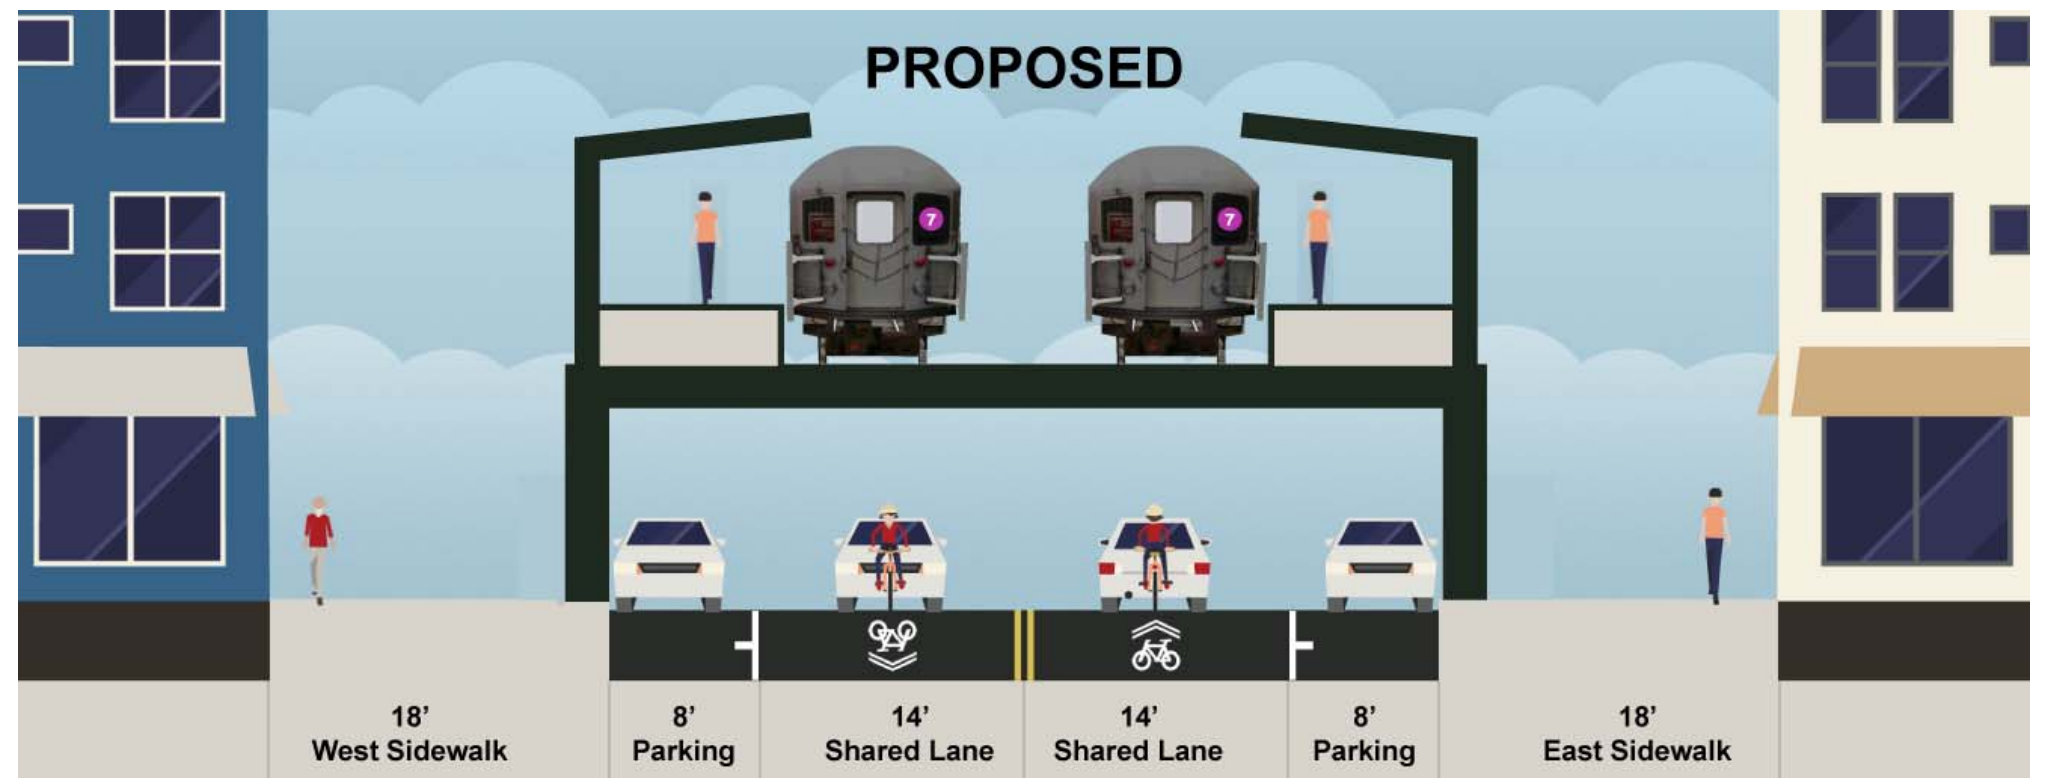 PROPOSED
7
7
18’
West Sidewalk
8’
Parking
14’
Shared Lane
14’
Shared Lane
8’
Parking
18’
East Sidewalk